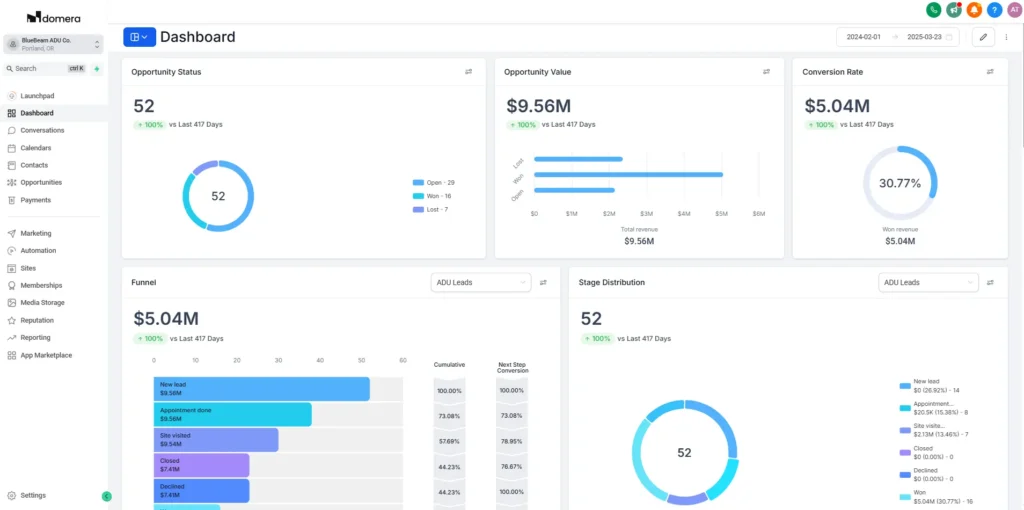 domera
AT
BlueBeam ADU Co.
Portland, OR
Search
ctrl K
Launchpad
Dashboard
Conversations
Calendars
Contacts
Opportunities
Payments
Marketing
Automation
Sites
Memberships
Media Storage
Reputation
Reporting
App Marketplace
Settings
Dashboard
2024-02-01
2025-03-23
Opportunity Status
52
↑ 100% vs Last 417 Days
52
Open - 29
Won - 16
Lost - 7
Opportunity Value
$9.56M
↑ 100% vs Last 417 Days
Lost
Won
Open
$0 $1M $2M $3M $4M $5M $6M
Total revenue
$9.56M
Conversion Rate
$5.04M
↑ 100% vs Last 417 Days
30.77%
Won revenue
$5.04M
Funnel
ADU Leads
$5.04M
↑ 100% vs Last 417 Days
0 10 20 30 40 50 60
Cumulative
Next Step
Conversion
New lead
$9.56M
100.00% 100.00%
Appointment done
$9.56M
73.08% 73.08%
Site visited
$9.54M
57.69% 78.95%
Closed
$7.41M
44.23% 76.67%
Declined
$7.41M
44.23% 100.00%
Stage Distribution
ADU Leads
52
↑ 100% vs Last 417 Days
52
New lead
$0 (26.92%) - 14
Appointment...
$20.5K (15.38%) - 8
Site visite...
$2.13M (13.46%) - 7
Closed
$0 (0.00%) - 0
Declined
$0 (0.00%) - 0
Won
$5.04M (30.77%) - 16